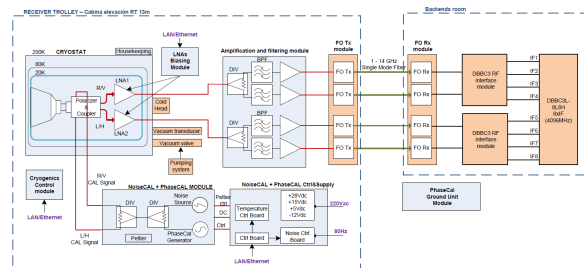 RECEIVER TROLLEY – Cabina elevación RT 13m
Backends room
LAN/Ethernet
290K
CRYOSTAT
Housekeeping
80K
20K
LNAs
Biasing
Module
Amplification and filtering module
FO Tx
module
1 - 14 GHz
Single Mode Fiber
FO Rx
module
R/V
LNA1
Polarizer
&
Coupler
L/H
LNA2
Cold
Head
Vacuum transducer
Vacuum valve
Pumping
system
DIV
BPF
DIV
BPF
FO Tx
FO Tx
FO Tx
FO Tx
FO Rx
FO Rx
FO Rx
FO Rx
DBBC3 RF
interface
module
DBBC3 RF
interface
module
IF1
IF2
IF3
IF4
IF5
IF6
IF7
IF8
DBBC3L-
8L8H
8xIF
(4096MHz)
Cryogenics
Control
module
LAN/Ethernet
R/V
CAL Signal
L/H
CAL Signal
NoiseCAL + PhaseCAL MODULE
DIV
DIV
Noise
Source
PhaseCal
Generator
Peltier
Peltier
ctrl
DC
Ctrl
NoiseCAL + PhaseCAL Ctrl&Supply
+28Vdc
+15Vdc
+5Vdc
-12Vdc
Temperature
Ctrl Board
Ctrl Board
Noise Ctrl
Board
220Vac
80Hz
LAN/Ethernet
PhaseCal
Ground Unit
Module